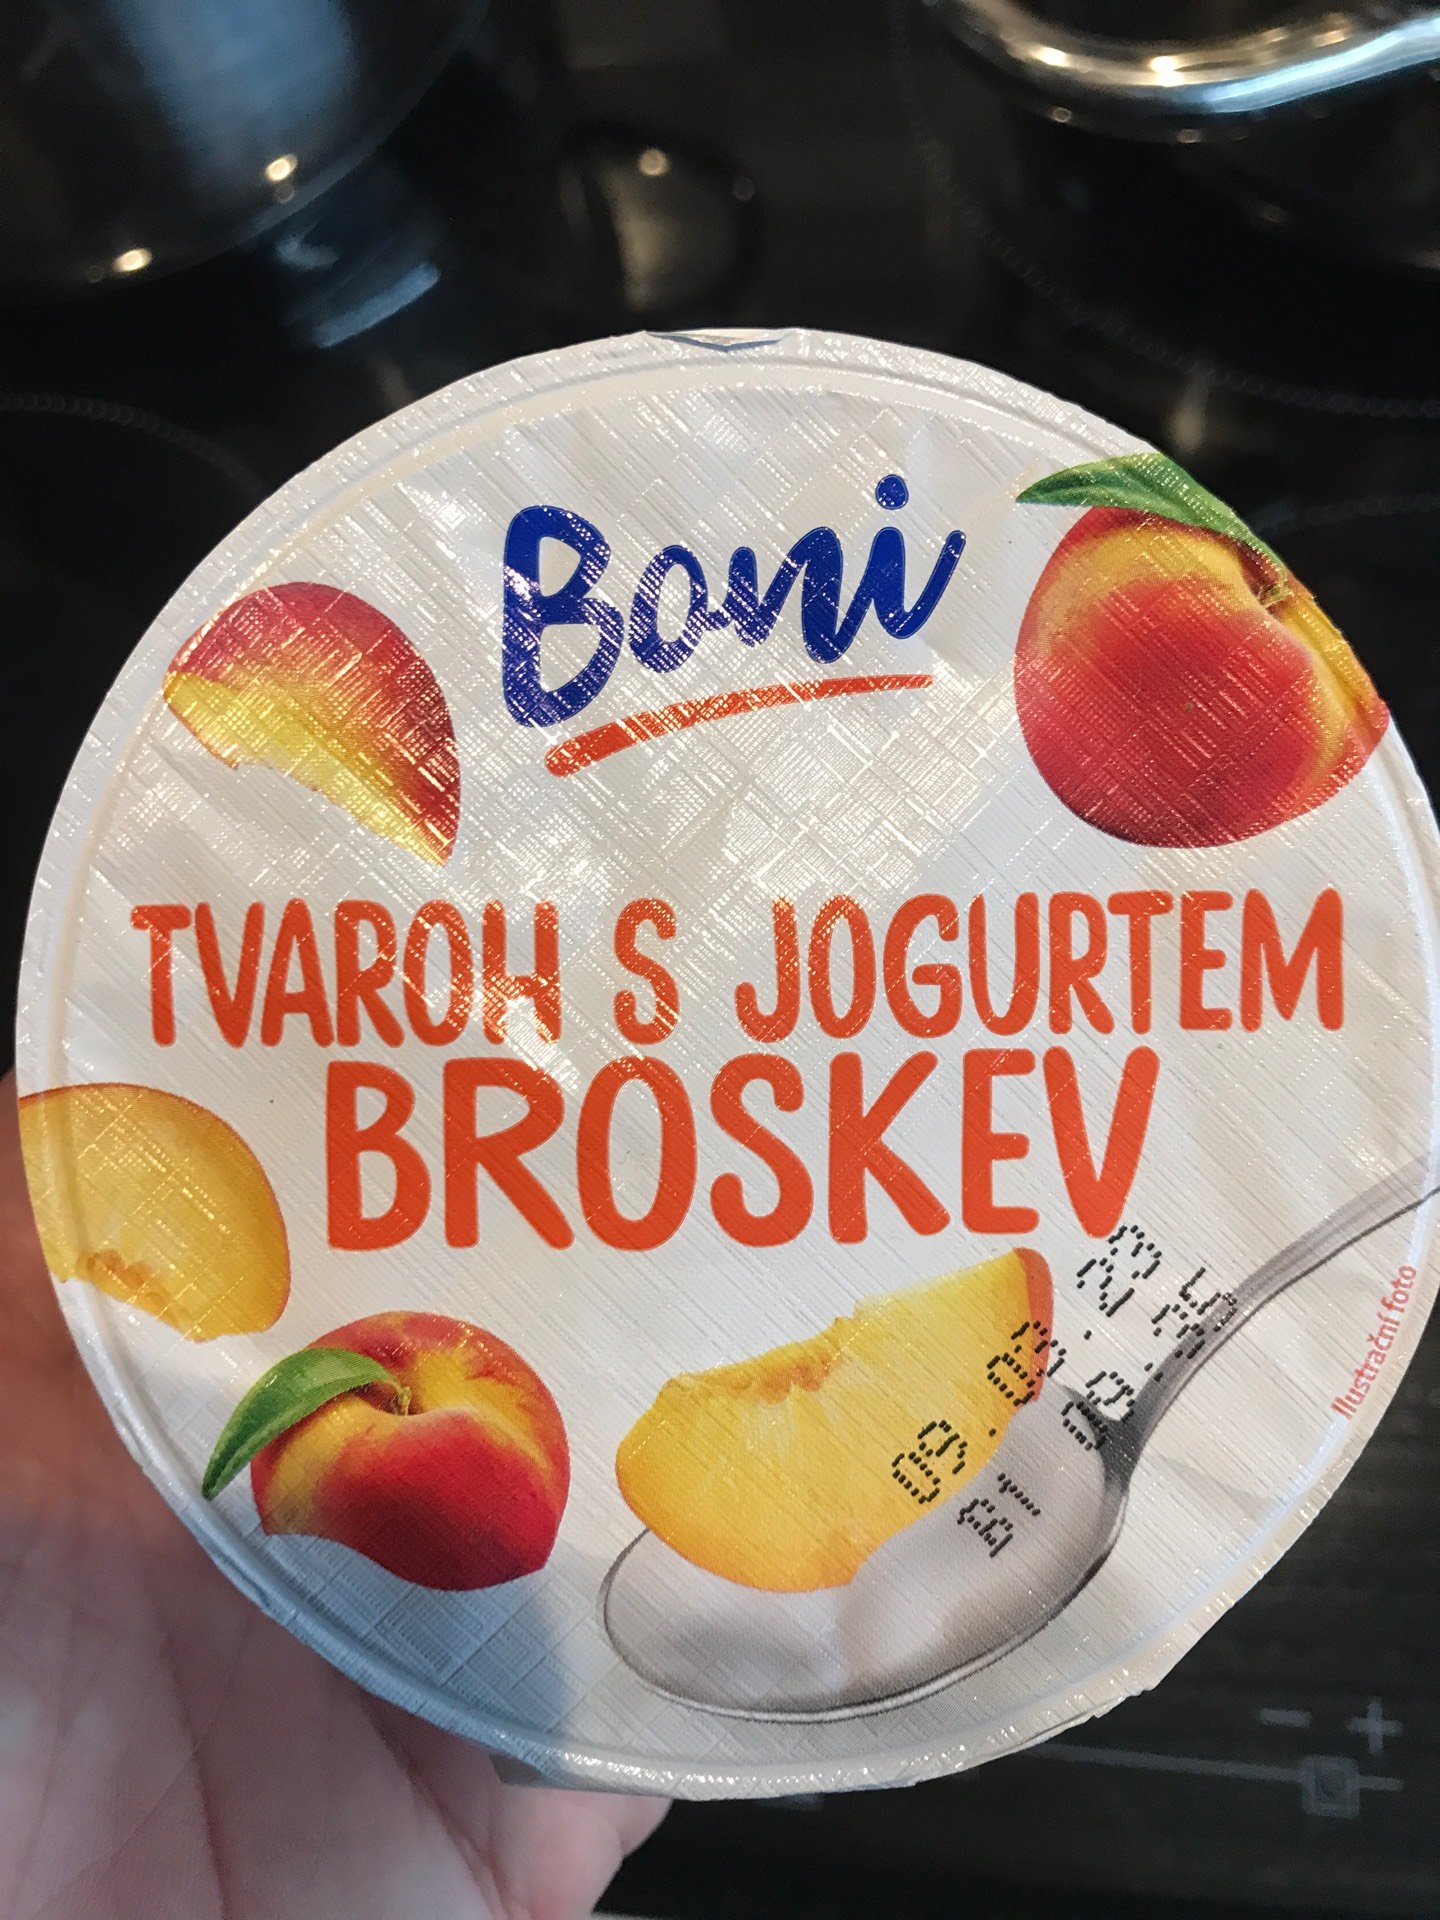 Boni
TVAROH S JOGURTEM
BROSKEV
Ilustrační foto